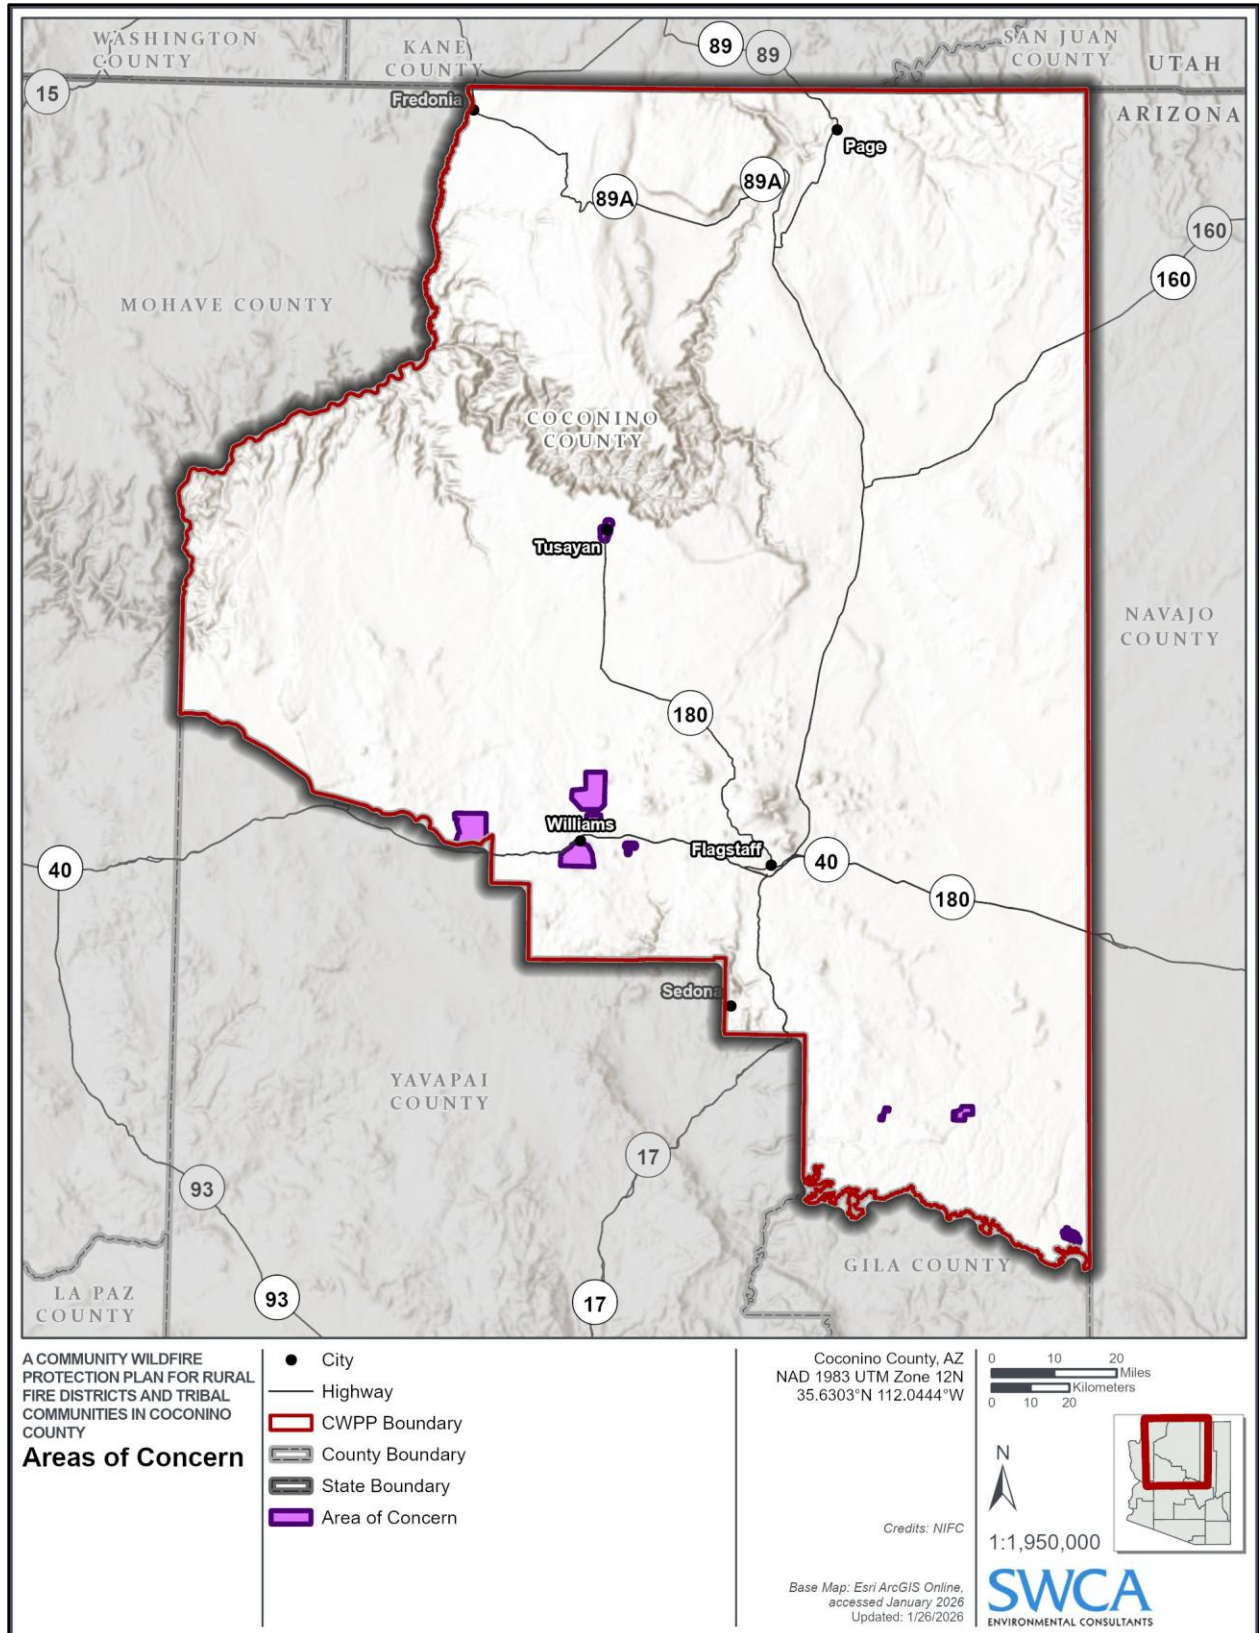 WASHINGTON
COUNTY
KANE
COUNTY
89
89
SAN JUAN
COUNTY
UTAH
15
Fredonia
ARIZONA
Page
89A
89A
160
160
MOHAVE COUNTY
COCONINO
COUNTY
Tusayan
NAVAJO
COUNTY
180
Williams
Flagstaff
40
40
180
Sedona
YAVAPAI
COUNTY
17
93
GILA COUNTY
LA PAZ
COUNTY
93
17
A COMMUNITY WILDFIRE
PROTECTION PLAN FOR RURAL
FIRE DISTRICTS AND TRIBAL
COMMUNITIES IN COCONINO
COUNTY
Areas of Concern
City
Highway
CWPP Boundary
County Boundary
State Boundary
Area of Concern
Coconino County, AZ
NAD 1983 UTM Zone 12N
35.6303°N 112.0444°W
Credits: NIFC
Base Map: Esri ArcGIS Online,
accessed January 2026
Updated: 1/26/2026
0 10 20
Miles
Kilometers
0 10 20
N
1:1,950,000
SWCA
ENVIRONMENTAL CONSULTANTS